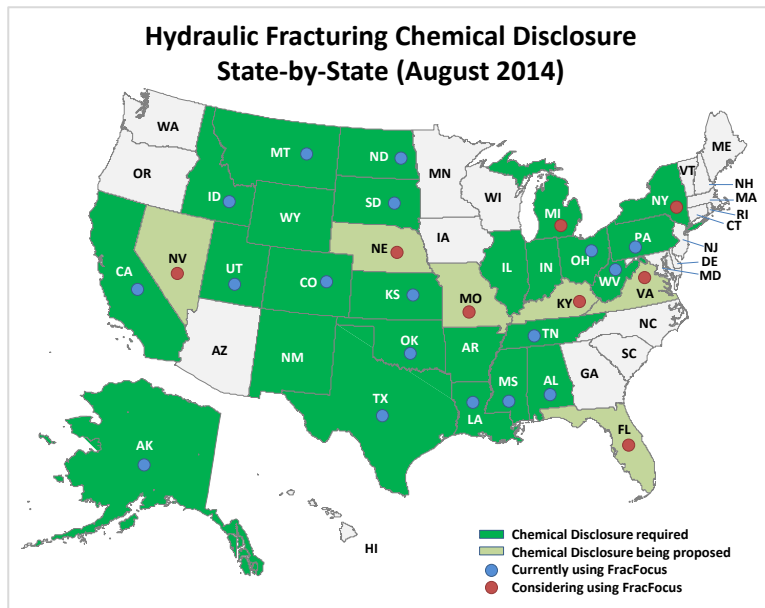 Hydraulic Fracturing Chemical Disclosure
State-by-State (August 2014)
WA
MT
ND
MN
ME
VT
OR
ID
SD
WI
MI
NY
NH
MA
RI
CT
WY
NE
IA
PA
NJ
NV
IL
IN
OH
DE
MD
CA
UT
CO
WV
VA
KS
MO
KY
NC
TN
AZ
NM
OK
AR
SC
MS
AL
GA
TX
LA
FL
AK
HI
Chemical Disclosure required
Chemical Disclosure being proposed
Currently using FracFocus
Considering using FracFocus